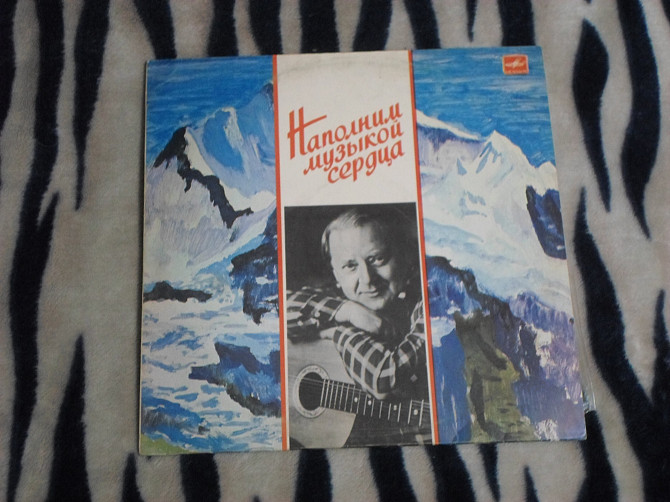 Наполним
музыкой
сердца